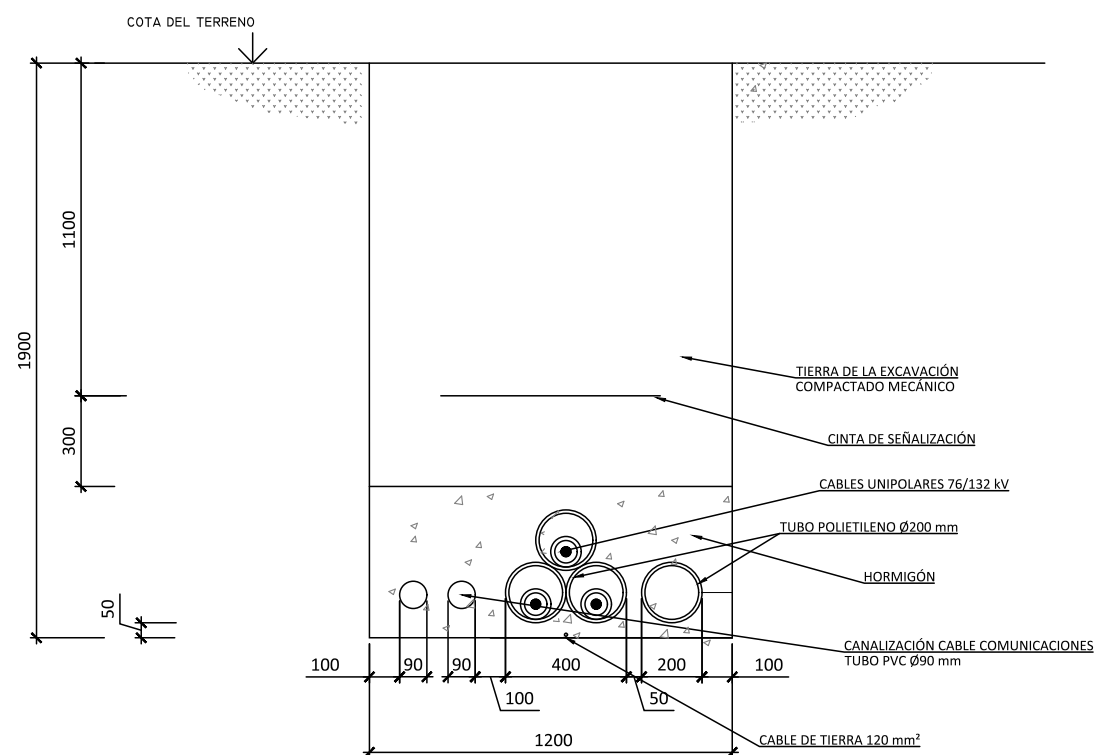 COTA DEL TERRENO
1100
1900
TIERRA DE LA EXCAVACIÓN
COMPACTADO MECÁNICO
300
CINTA DE SEÑALIZACIÓN
CABLES UNIPOLARES 76/132 kV
TUBO POLIETILENO Ø200 mm
HORMIGÓN
50
CANALIZACIÓN CABLE COMUNICACIONES
TUBO PVC Ø90 mm
100 90 90 400 200 100
100 50
1200
CABLE DE TIERRA 120 mm²